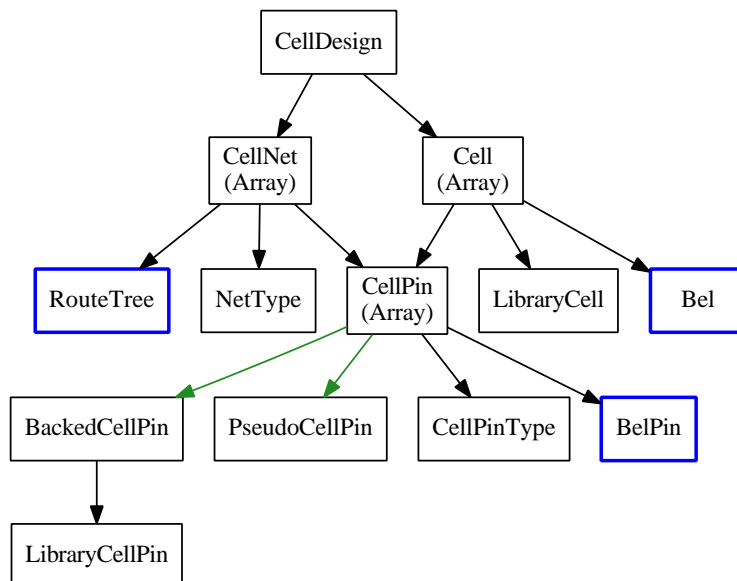 CellDesign
CellNet
(Array)
Cell
(Array)
RouteTree
NetType
CellPin
(Array)
LibraryCell
Bel
BackedCellPin
PseudoCellPin
CellPinType
BelPin
LibraryCellPin